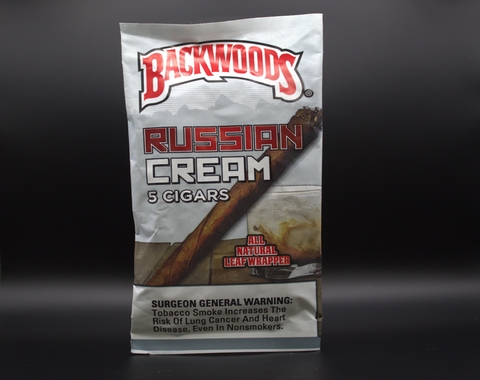 BACKWOODS®
RUSSIAN
CREAM
5 CIGARS
ALL
NATURAL
LEAF WRAPPER
SURGEON GENERAL WARNING:
Tobacco Smoke Increases The
Risk Of Lung Cancer And Heart
Disease, Even In Nonsmokers.